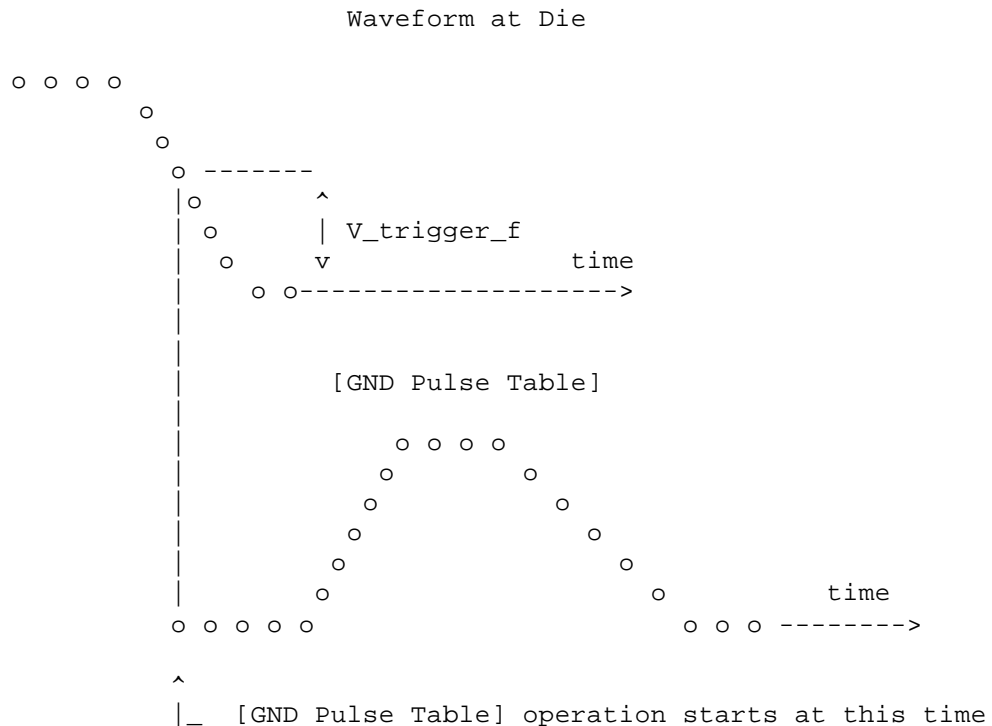 Waveform at Die
V_trigger_f
time
[GND Pulse Table]
time
[GND Pulse Table] operation starts at this time